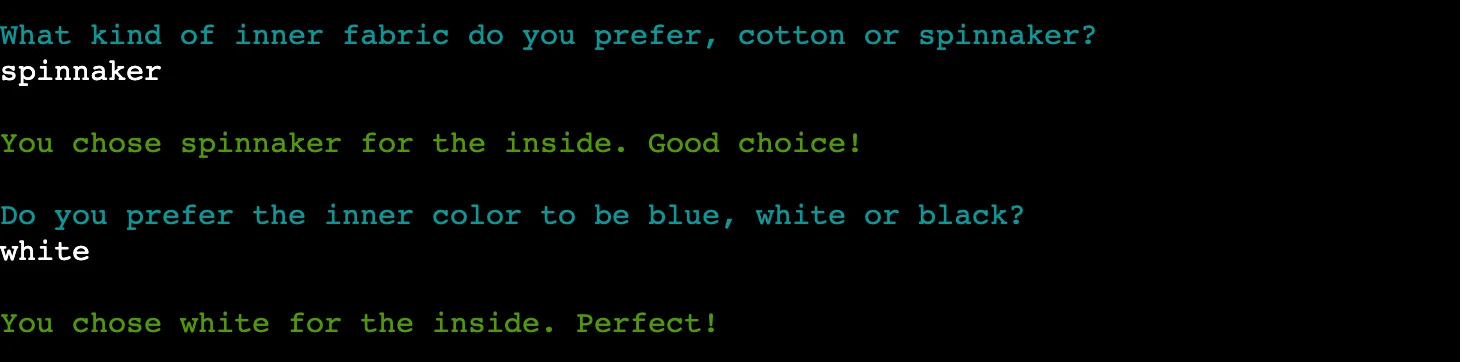 What kind of inner fabric do you prefer, cotton or spinnaker?
spinnaker
You chose spinnaker for the inside. Good choice!
Do you prefer the inner color to be blue, white or black?
white
You chose white for the inside. Perfect!